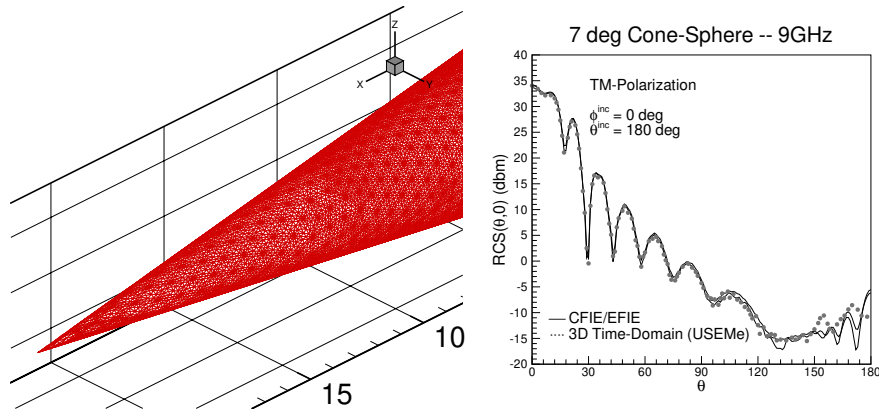 Z
X
Y
10
15
7 deg Cone-Sphere -- 9GHz
TM-Polarization
ϕinc = 0 deg
θinc = 180 deg
RCS(θ,0) (dbm)
40
35
30
25
20
15
10
5
0
-5
-10
-15
-20
CFIE/EFIE
3D Time-Domain (USEMe)
0 30 60 90 120 150 180
θ